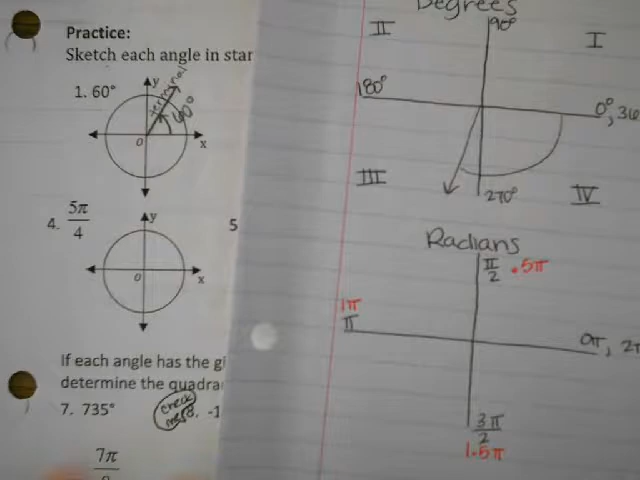 Practice:
Sketch each angle in stan
1. 60°
y
terminal
60°
0
x
4. 5π/4
y
0
x
5
If each angle has the gi
determine the quadra
7. 735°
check
8. -1
7π
Degrees
II
90°
I
180°
0°, 36
III
270°
IV
Radians
π/2 .5π
1π
π
0π, 2π
3π/2
1.5π